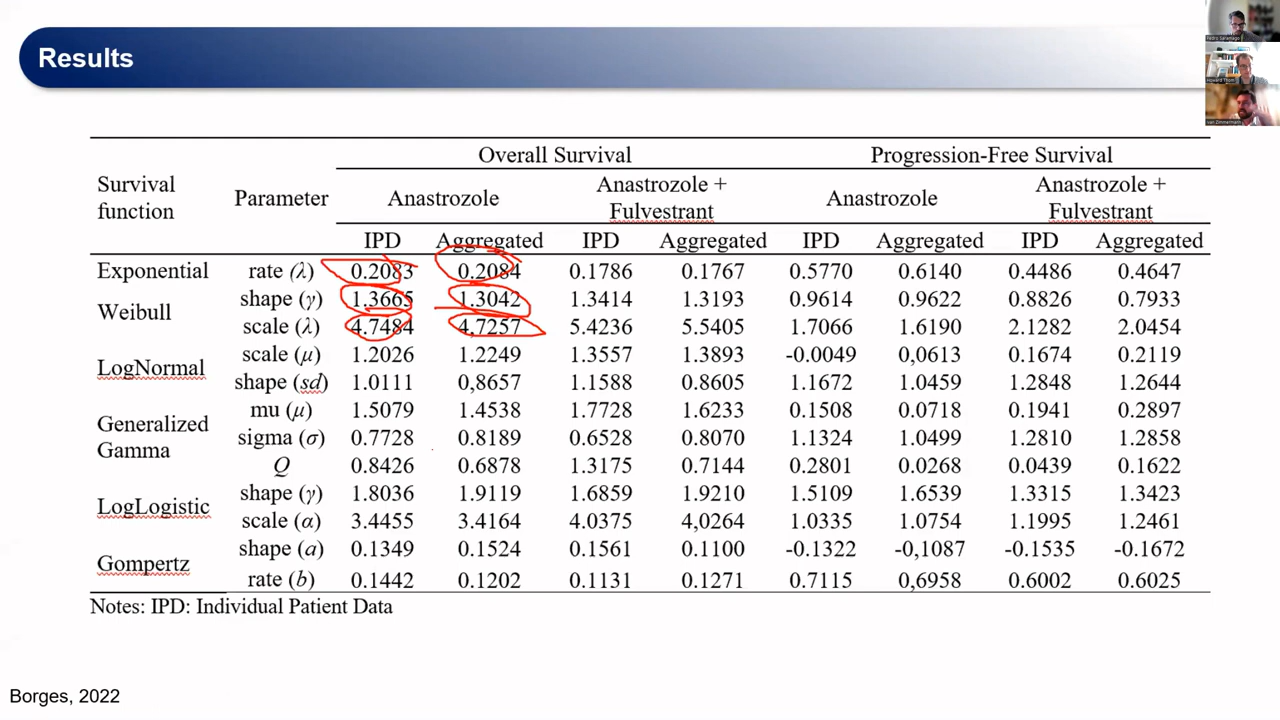 Results
Overall Survival Progression-Free Survival
Survival function Parameter Anastrozole Anastrozole + Fulvestrant Anastrozole Anastrozole + Fulvestrant
IPD Aggregated IPD Aggregated IPD Aggregated IPD Aggregated
Exponential rate (λ) 0.2083 0.2084 0.1786 0.1767 0.5770 0.6140 0.4486 0.4647
Weibull shape (γ) 1.3665 1.3042 1.3414 1.3193 0.9614 0.9622 0.8826 0.7933
scale (λ) 4.7484 4.7257 5.4236 5.5405 1.7066 1.6190 2.1282 2.0454
LogNormal scale (μ) 1.2026 1.2249 1.3557 1.3893 -0.0049 0,0613 0.1674 0.2119
shape (sd) 1.0111 0,8657 1.1588 0.8605 1.1672 1.0459 1.2848 1.2644
Generalized Gamma mu (μ) 1.5079 1.4538 1.7728 1.6233 0.1508 0.0718 0.1941 0.2897
sigma (σ) 0.7728 0.8189 0.6528 0.8070 1.1324 1.0499 1.2810 1.2858
Q 0.8426 0.6878 1.3175 0.7144 0.2801 0.0268 0.0439 0.1622
LogLogistic shape (γ) 1.8036 1.9119 1.6859 1.9210 1.5109 1.6539 1.3315 1.3423
scale (α) 3.4455 3.4164 4.0375 4,0264 1.0335 1.0754 1.1995 1.2461
Gompertz shape (a) 0.1349 0.1524 0.1561 0.1100 -0.1322 -0,1087 -0.1535 -0.1672
rate (b) 0.1442 0.1202 0.1131 0.1271 0.7115 0,6958 0.6002 0.6025
Notes: IPD: Individual Patient Data
Borges, 2022